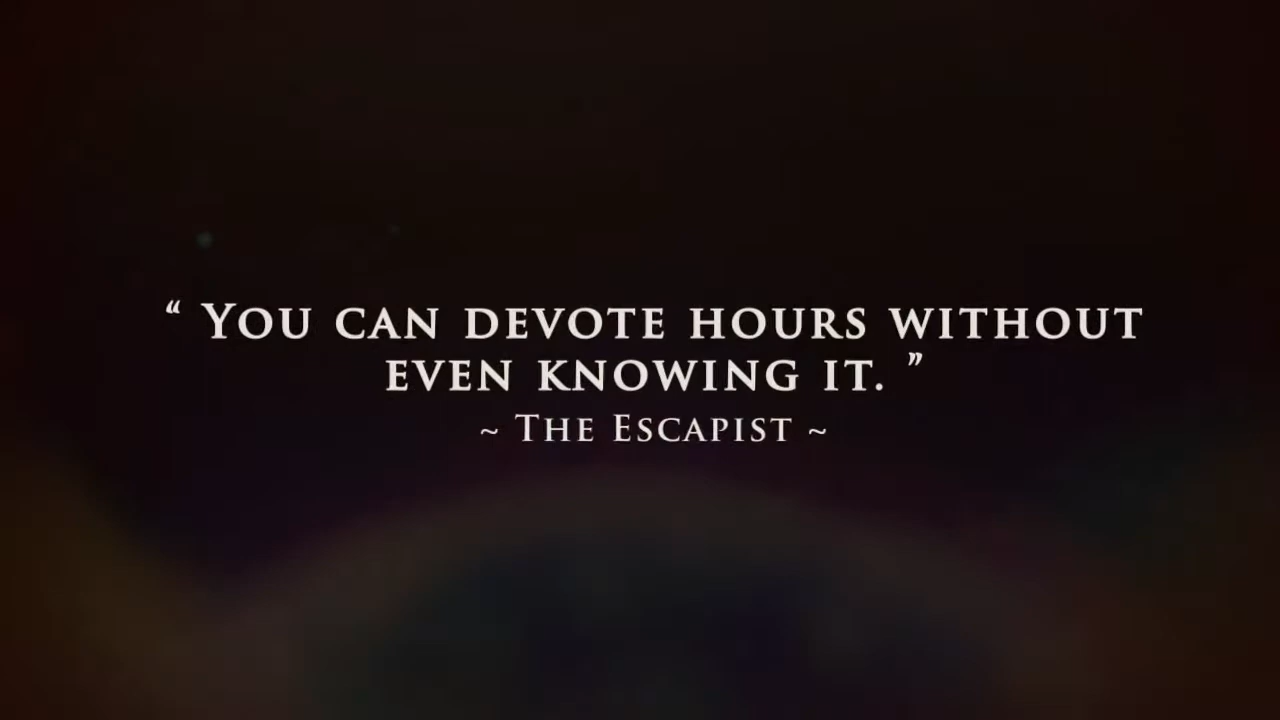 “ You can devote hours without
even knowing it. ”
~ The Escapist ~